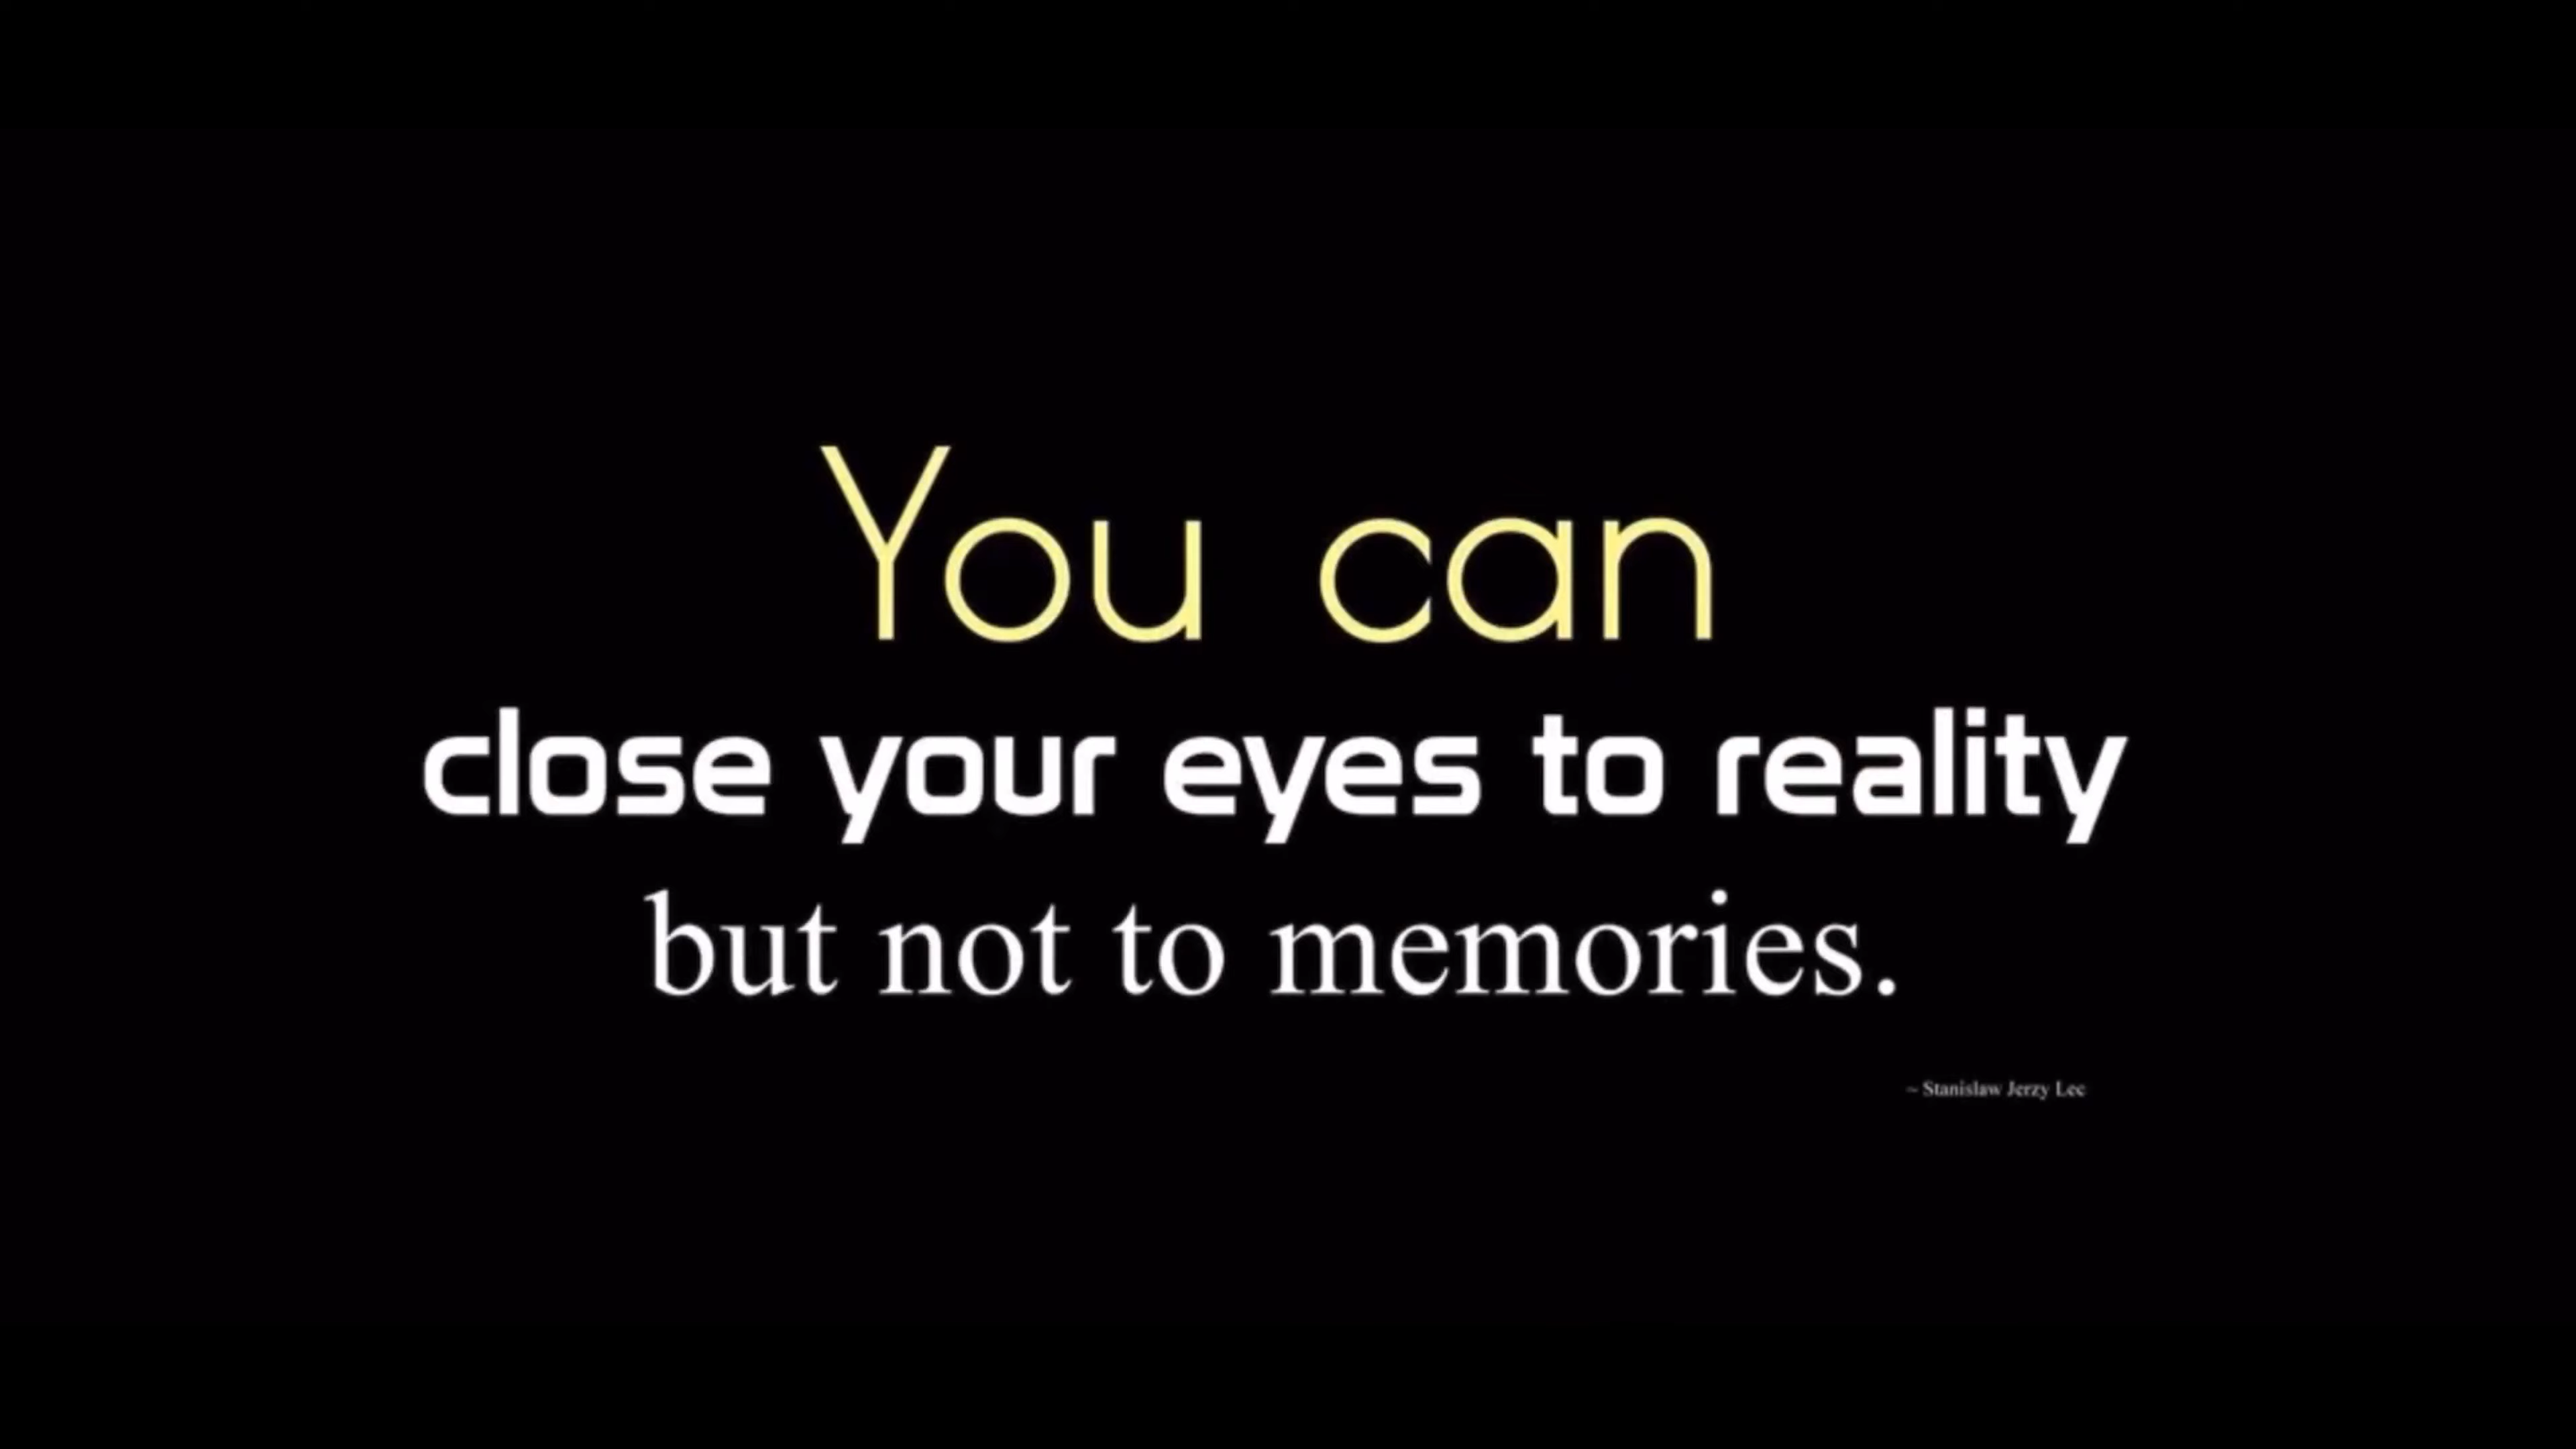 You can
close your eyes to reality
but not to memories.
~ Stanislaw Jerzy Lec